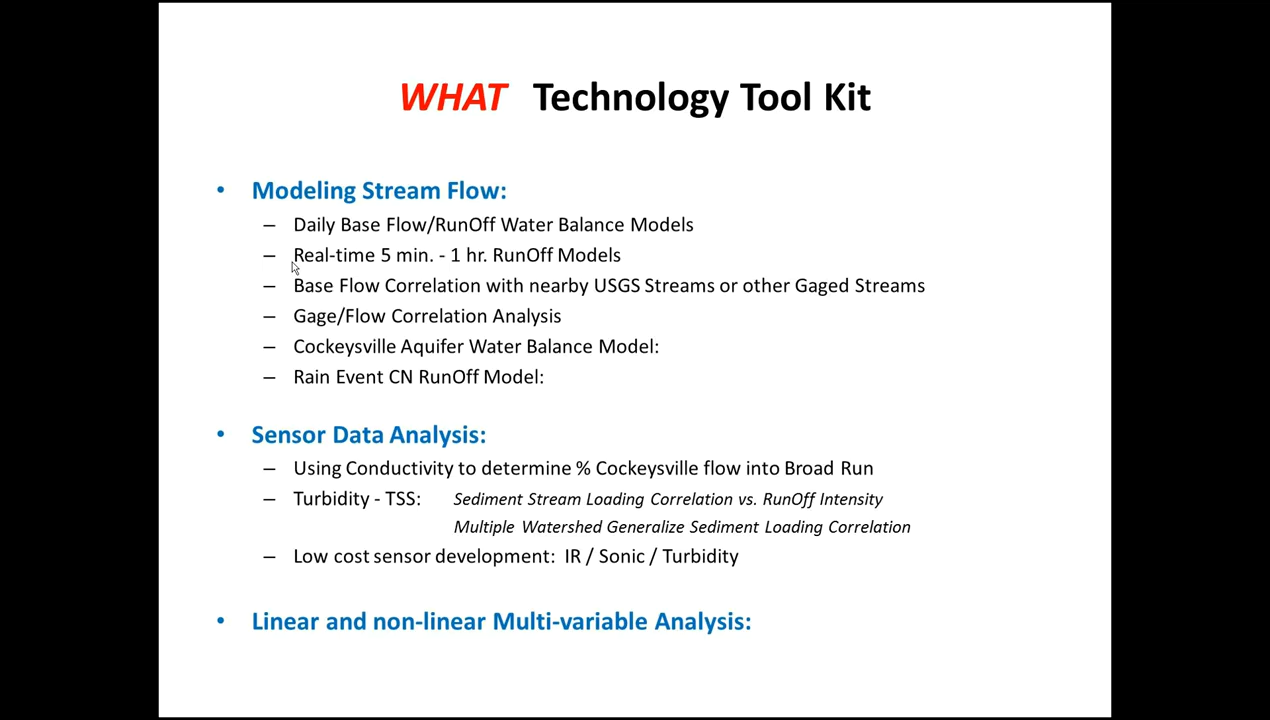 WHAT Technology Tool Kit
• Modeling Stream Flow:
– Daily Base Flow/RunOff Water Balance Models
– Real-time 5 min. - 1 hr. RunOff Models
– Base Flow Correlation with nearby USGS Streams or other Gaged Streams
– Gage/Flow Correlation Analysis
– Cockeysville Aquifer Water Balance Model:
– Rain Event CN RunOff Model:
• Sensor Data Analysis:
– Using Conductivity to determine % Cockeysville flow into Broad Run
– Turbidity - TSS: Sediment Stream Loading Correlation vs. RunOff Intensity
Multiple Watershed Generalize Sediment Loading Correlation
– Low cost sensor development: IR / Sonic / Turbidity
• Linear and non-linear Multi-variable Analysis: